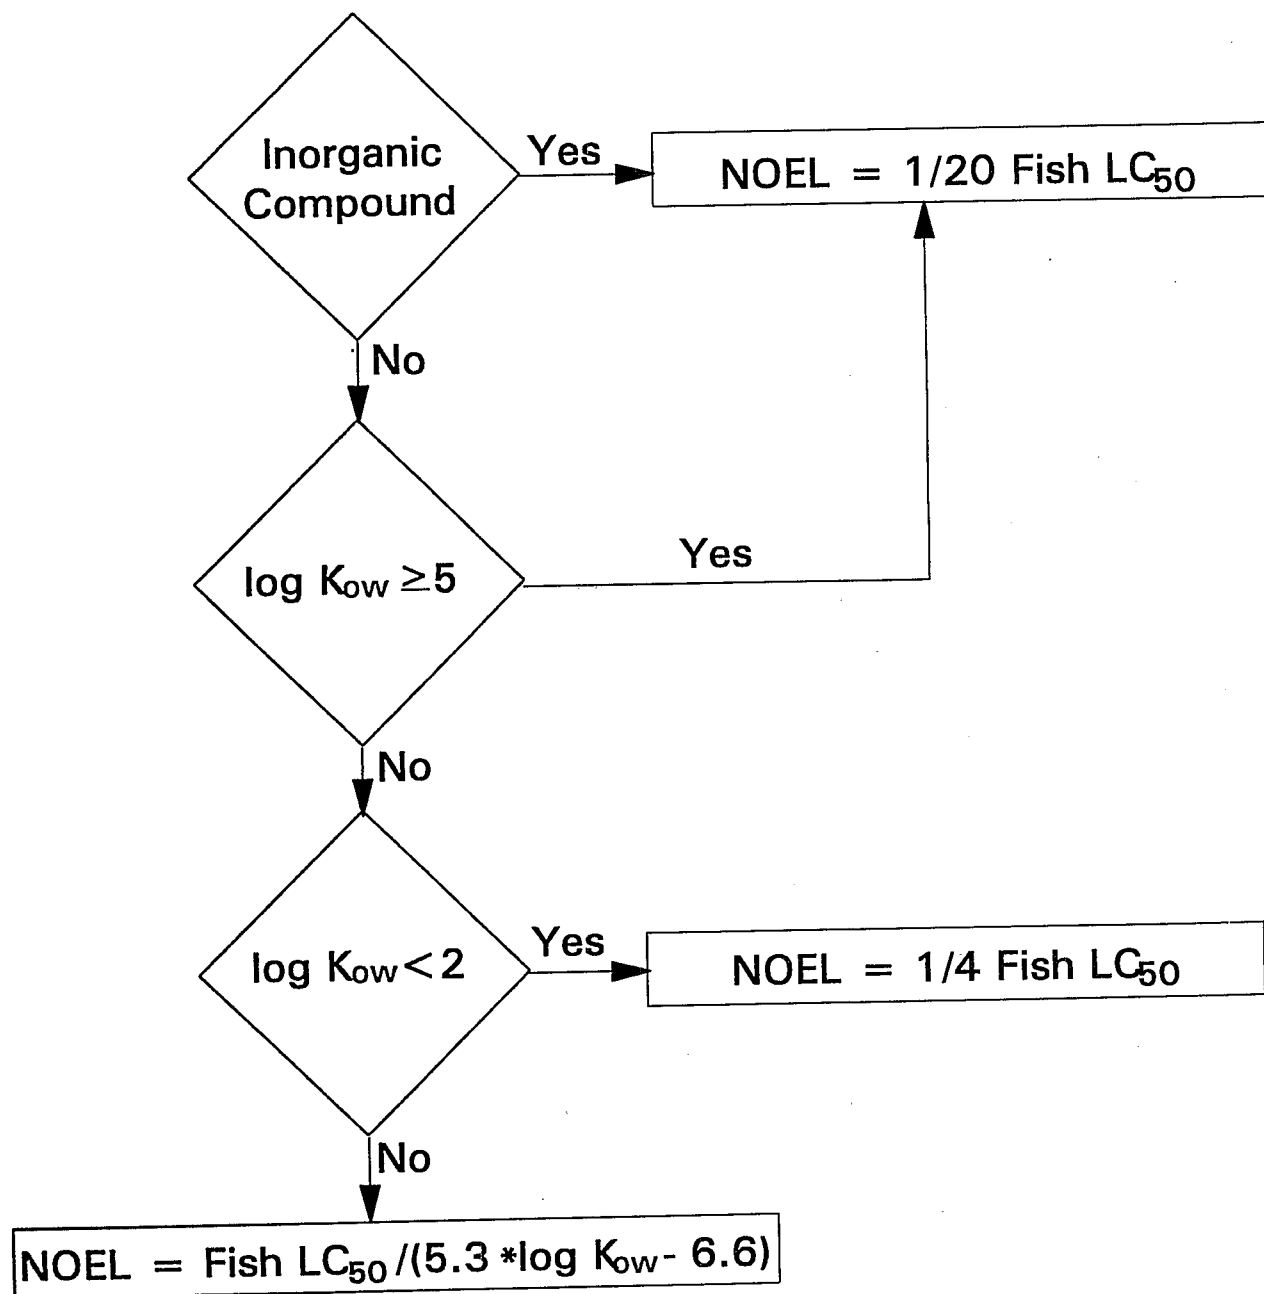 Inorganic
Compound
Yes
NOEL = 1/20 Fish LC50
No
log Kow ≥5
Yes
No
log Kow<2
Yes
NOEL = 1/4 Fish LC50
No
NOEL = Fish LC50/(5.3*log Kow- 6.6)